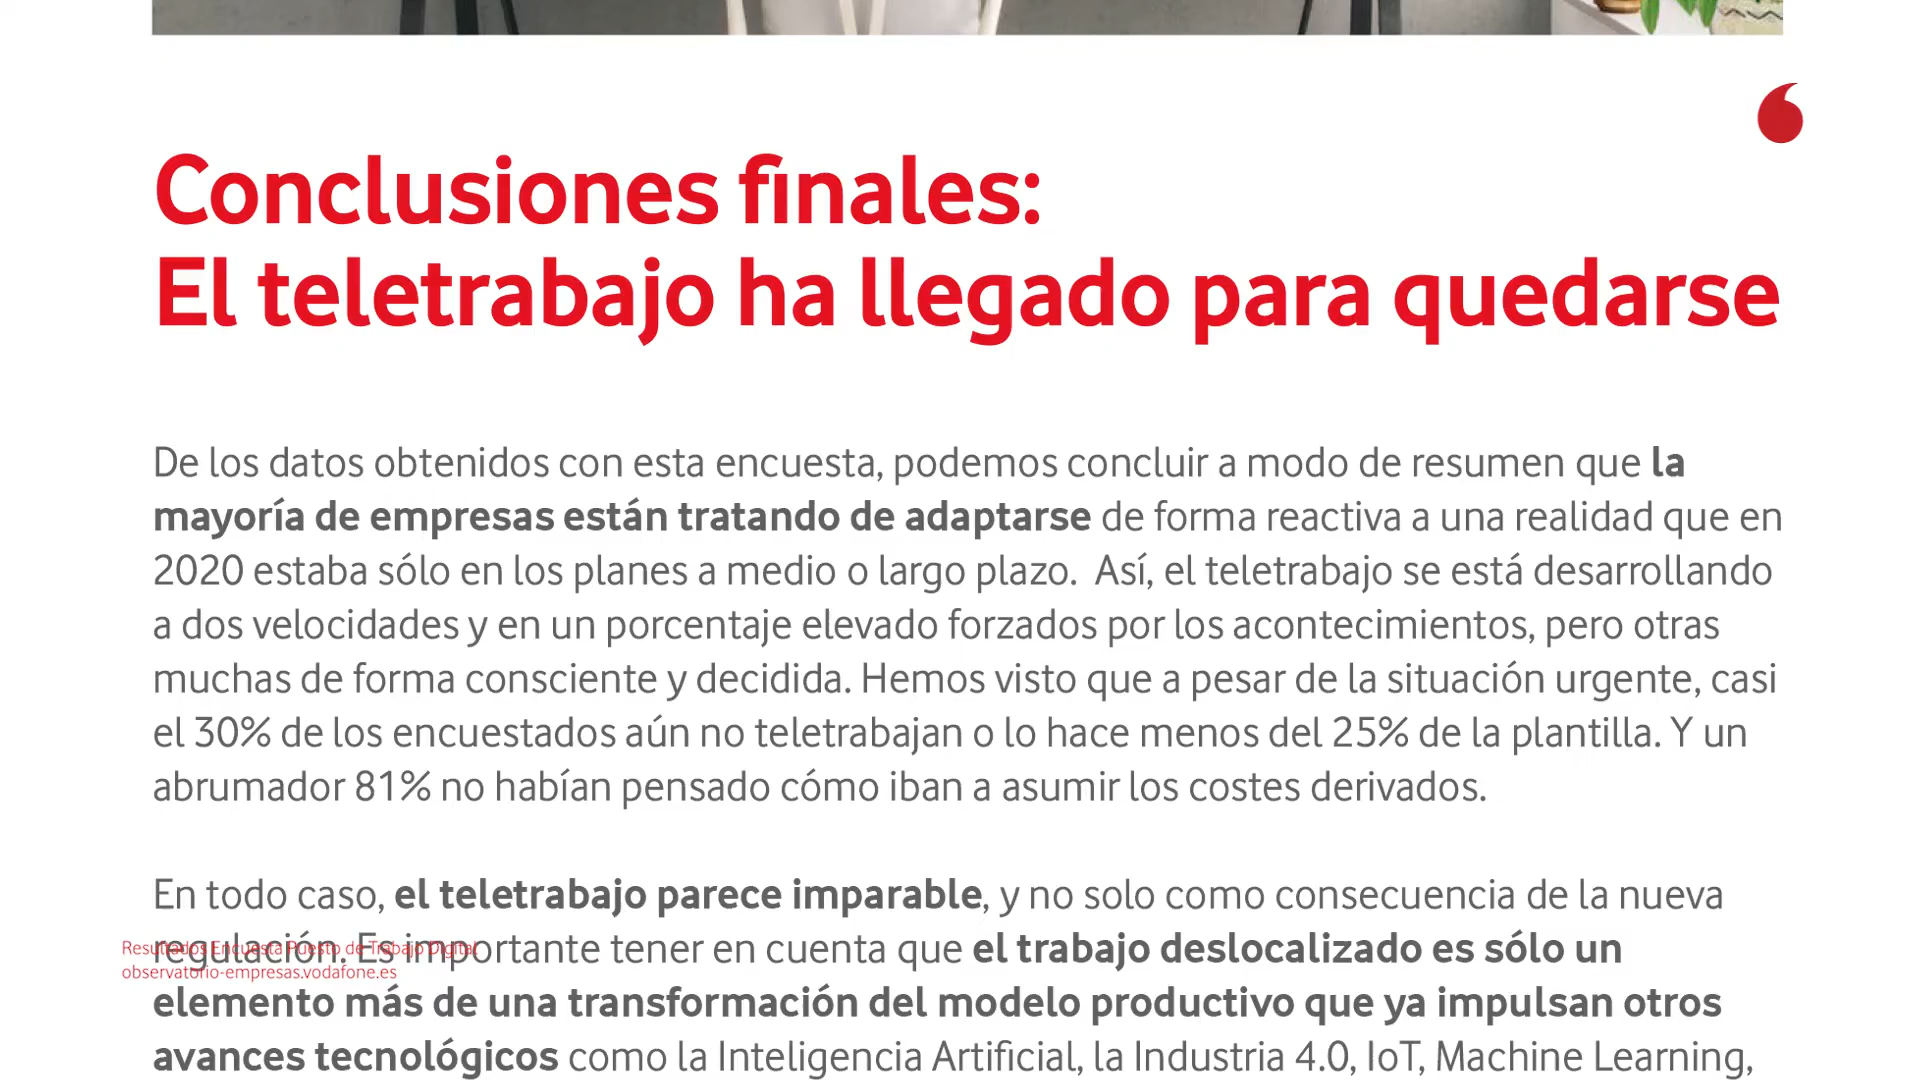 Conclusiones finales:
El teletrabajo ha llegado para quedarse
De los datos obtenidos con esta encuesta, podemos concluir a modo de resumen que la
mayoría de empresas están tratando de adaptarse de forma reactiva a una realidad que en
2020 estaba sólo en los planes a medio o largo plazo. Así, el teletrabajo se está desarrollando
a dos velocidades y en un porcentaje elevado forzados por los acontecimientos, pero otras
muchas de forma consciente y decidida. Hemos visto que a pesar de la situación urgente, casi
el 30% de los encuestados aún no teletrabajan o lo hace menos del 25% de la plantilla. Y un
abrumador 81% no habían pensado cómo iban a asumir los costes derivados.
En todo caso, el teletrabajo parece imparable, y no solo como consecuencia de la nueva
regulación. Es importante tener en cuenta que el trabajo deslocalizado es sólo un
Resultados Encuesta Puesto de Trabajo Digital
observatorio-empresas.vodafone.es
elemento más de una transformación del modelo productivo que ya impulsan otros
avances tecnológicos como la Inteligencia Artificial, la Industria 4.0, IoT, Machine Learning,